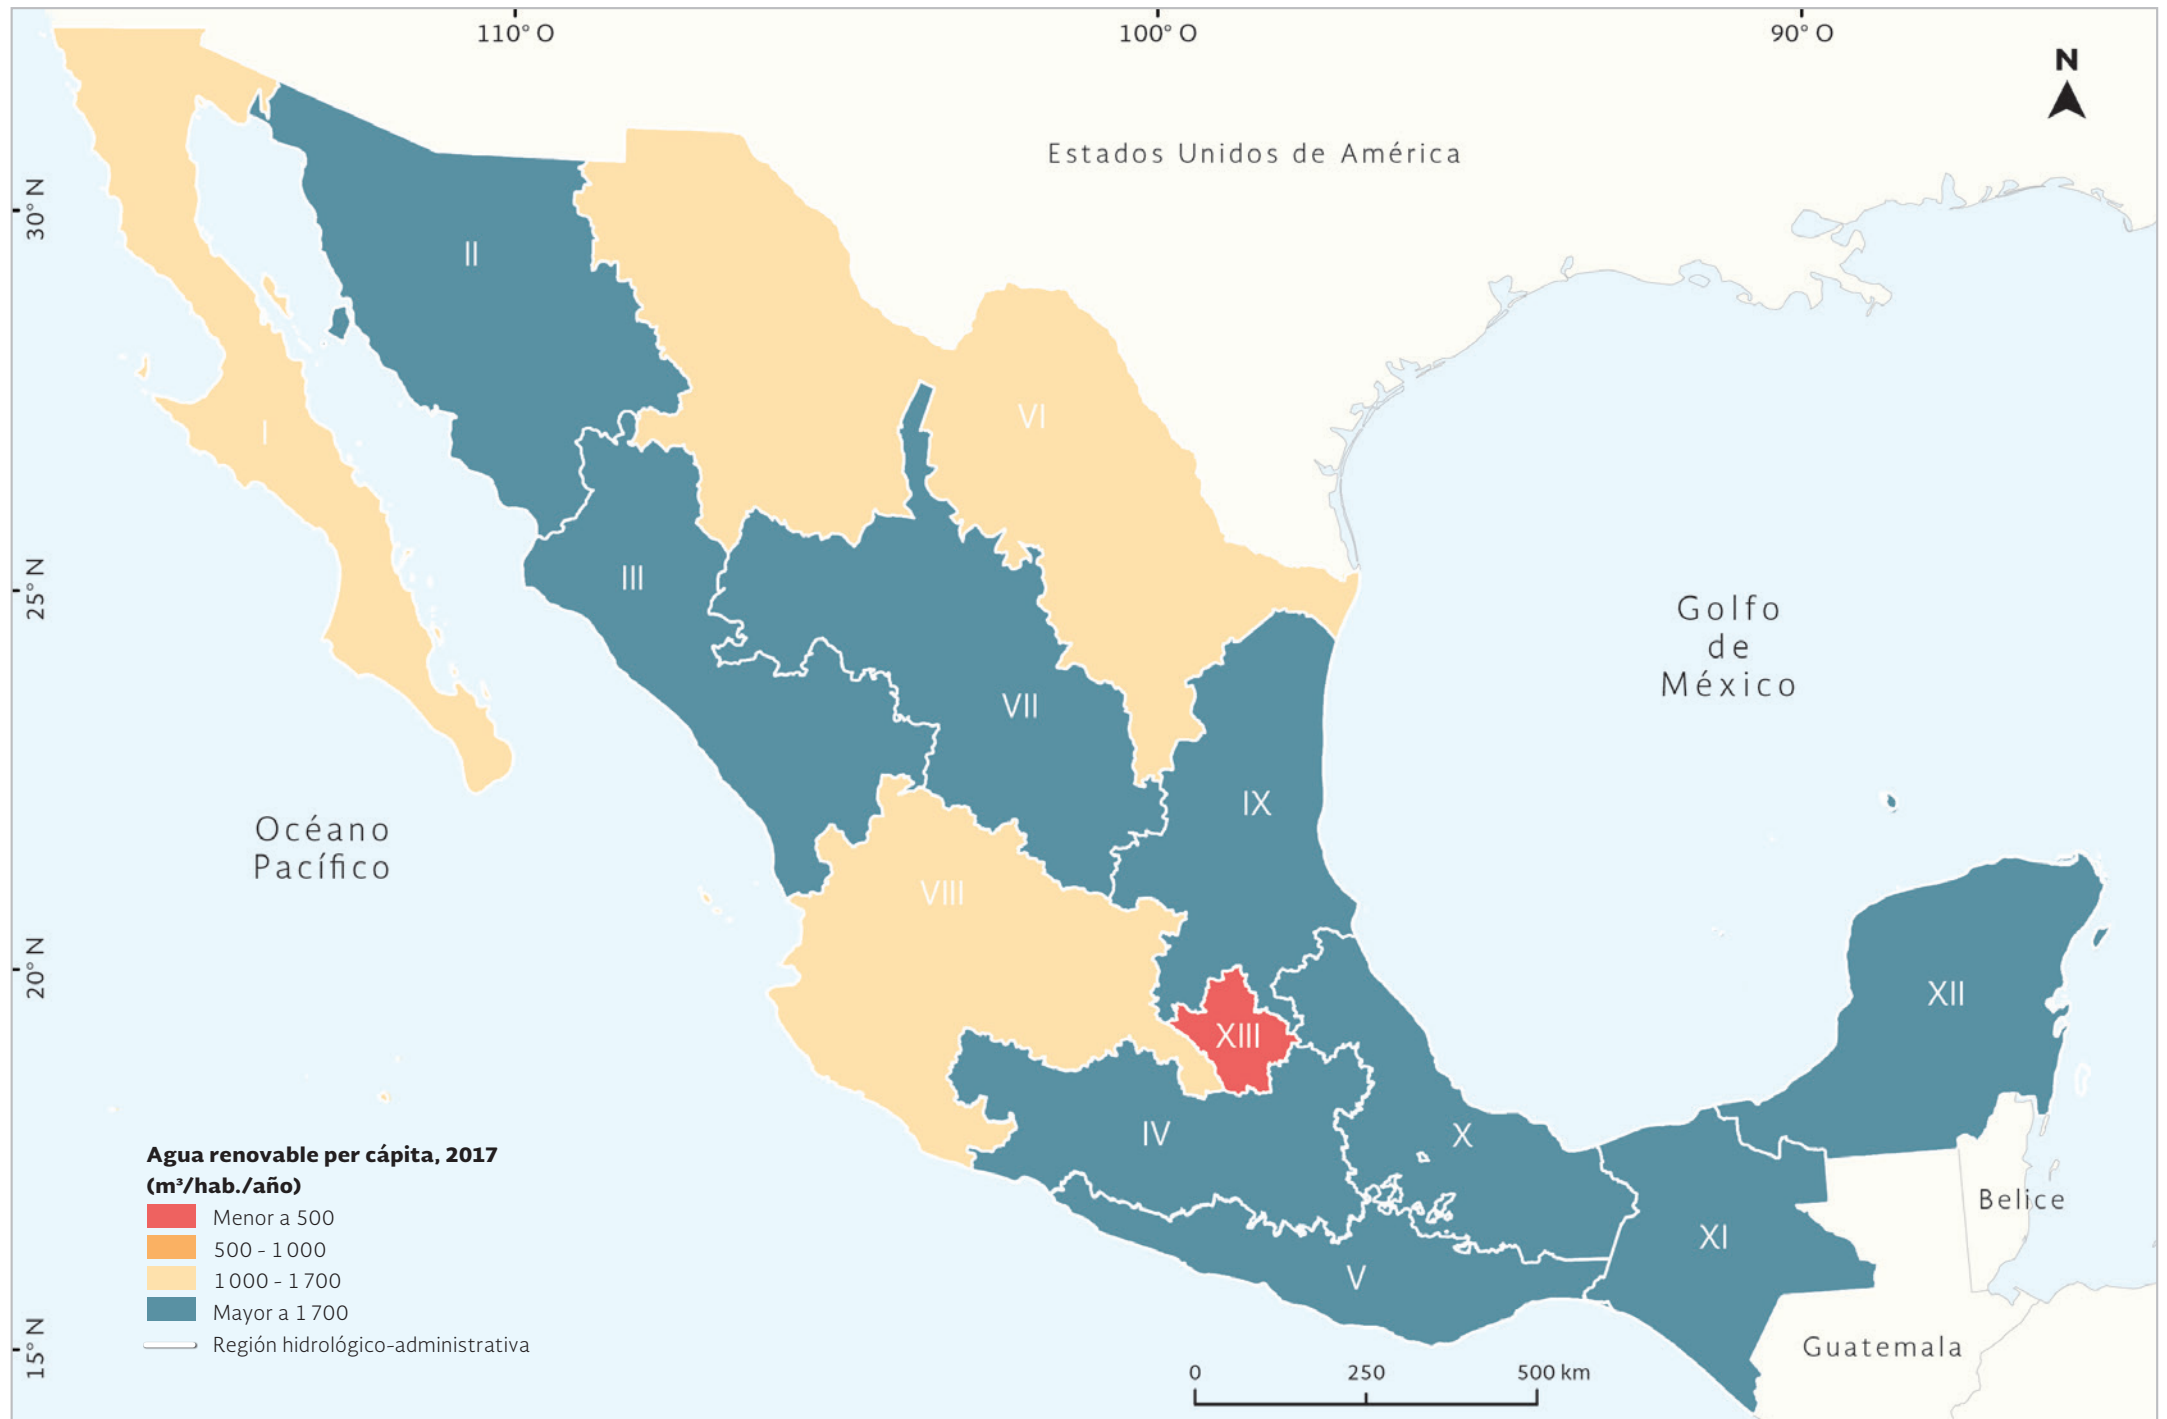 110° O
100° O
90° O
N
Estados Unidos de América
30° N
II
VI
I
25° N
III
Golfo
de
México
VII
IX
Océano
Pacífico
VIII
20° N
XII
XIII
IV
X
Agua renovable per cápita, 2017
(m³/hab./año)
Menor a 500
500 - 1 000
1 000 - 1 700
Mayor a 1 700
Región hidrológico-administrativa
Belice
XI
V
15° N
Guatemala
0 250 500 km